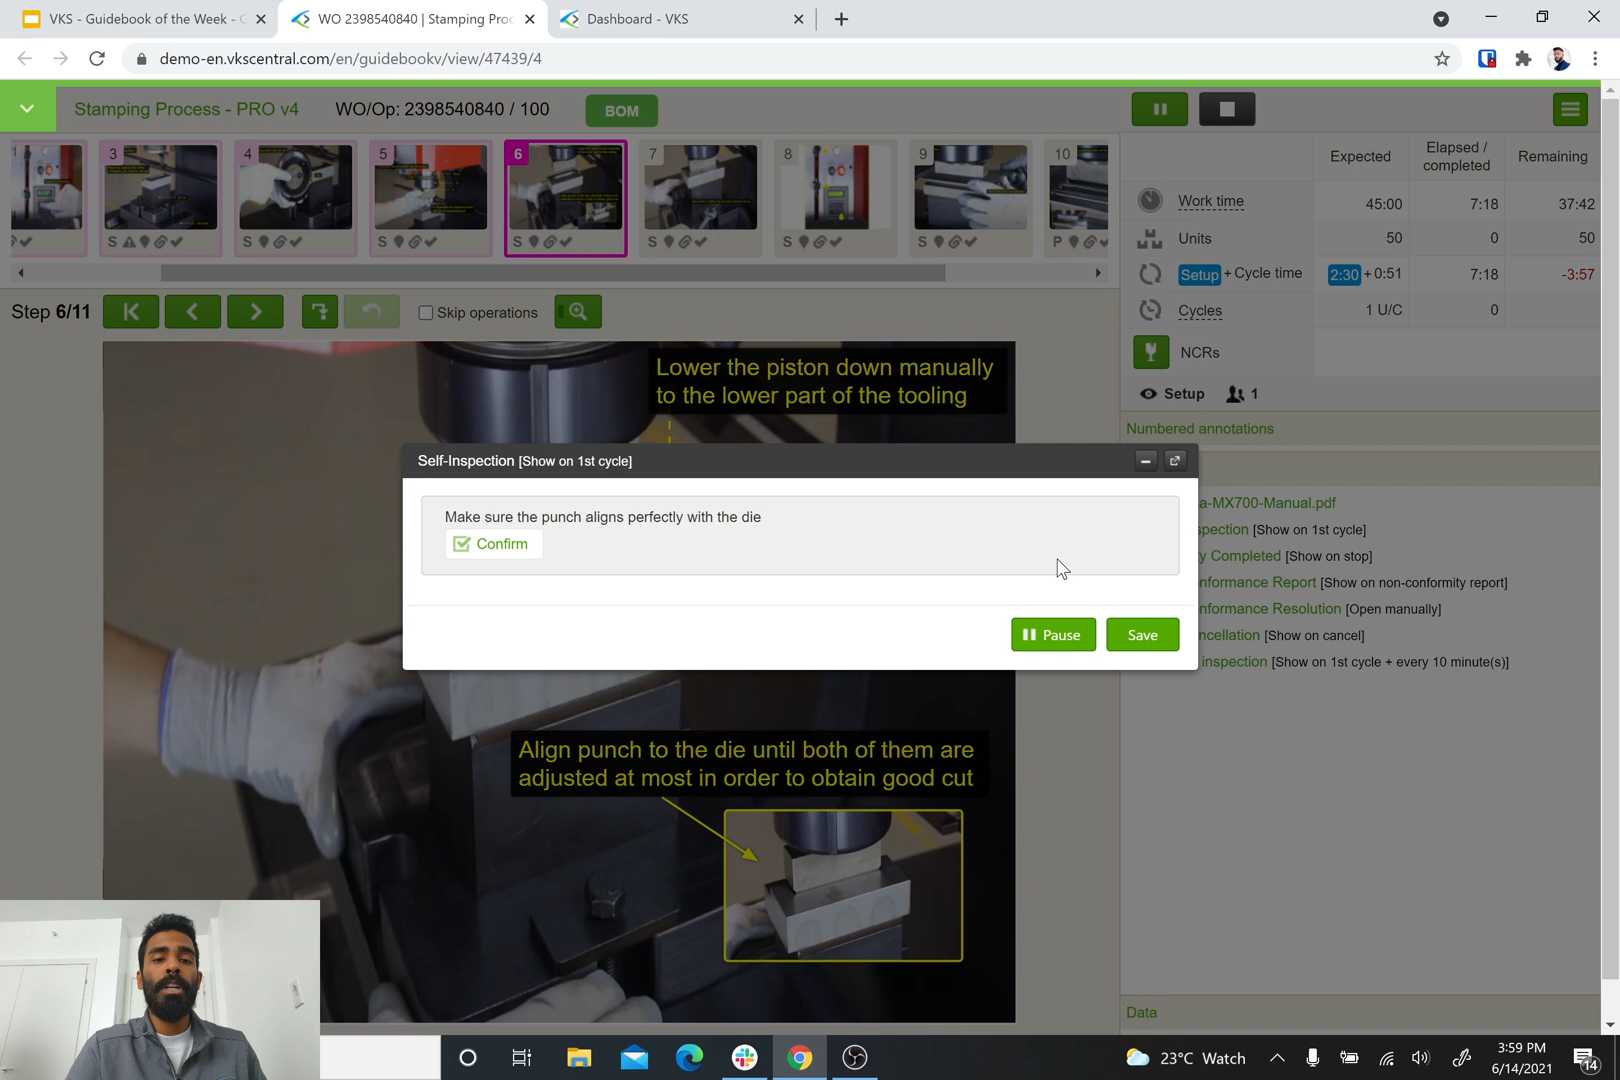 VKS - Guidebook of the Week - G
WO 2398540840 | Stamping Proc
Dashboard - VKS
demo-en.vkscentral.com/en/guidebookv/view/47439/4
Stamping Process - PRO v4
WO/Op: 2398540840 / 100
BOM
3
4
5
6
7
8
9
10
S
S
S
S
S
S
S
P
Step 6/11
Skip operations
Expected
Elapsed / completed
Remaining
Work time
45:00
7:18
37:42
Units
50
0
50
Setup + Cycle time
2:30 + 0:51
7:18
-3:57
Cycles
1 U/C
0
NCRs
Setup
1
Numbered annotations
a-MX700-Manual.pdf
spection [Show on 1st cycle]
y Completed [Show on stop]
nformance Report [Show on non-conformity report]
nformance Resolution [Open manually]
ncellation [Show on cancel]
inspection [Show on 1st cycle + every 10 minute(s)]
Data
Lower the piston down manually
to the lower part of the tooling
Self-Inspection [Show on 1st cycle]
Make sure the punch aligns perfectly with the die
Confirm
Pause
Save
Align punch to the die until both of them are
adjusted at most in order to obtain good cut
23°C Watch
3:59 PM
6/14/2021
14